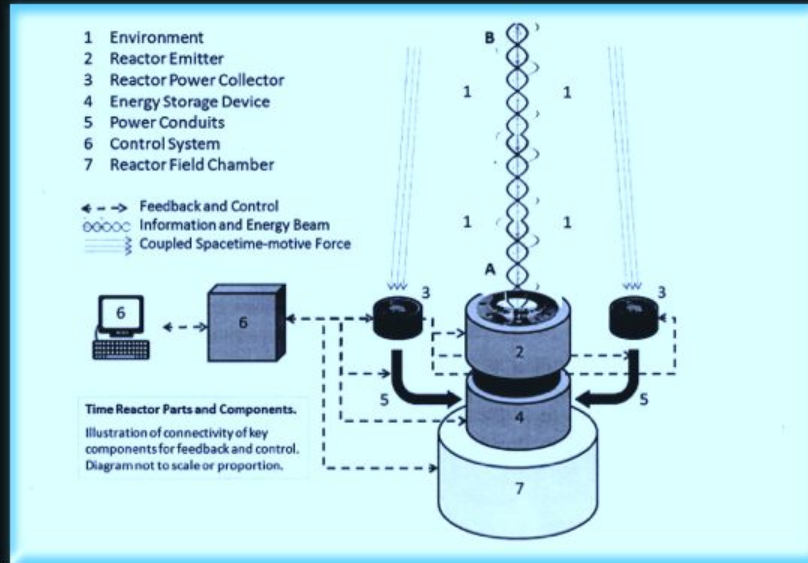 1 Environment
2 Reactor Emitter
3 Reactor Power Collector
4 Energy Storage Device
5 Power Conduits
6 Control System
7 Reactor Field Chamber
Feedback and Control
Information and Energy Beam
Coupled Spacetime-motive Force
B
1 1
1 1
A
3 3
6 6 2
5 5
4
7
Time Reactor Parts and Components.
Illustration of connectivity of key
components for feedback and control.
Diagram not to scale or proportion.